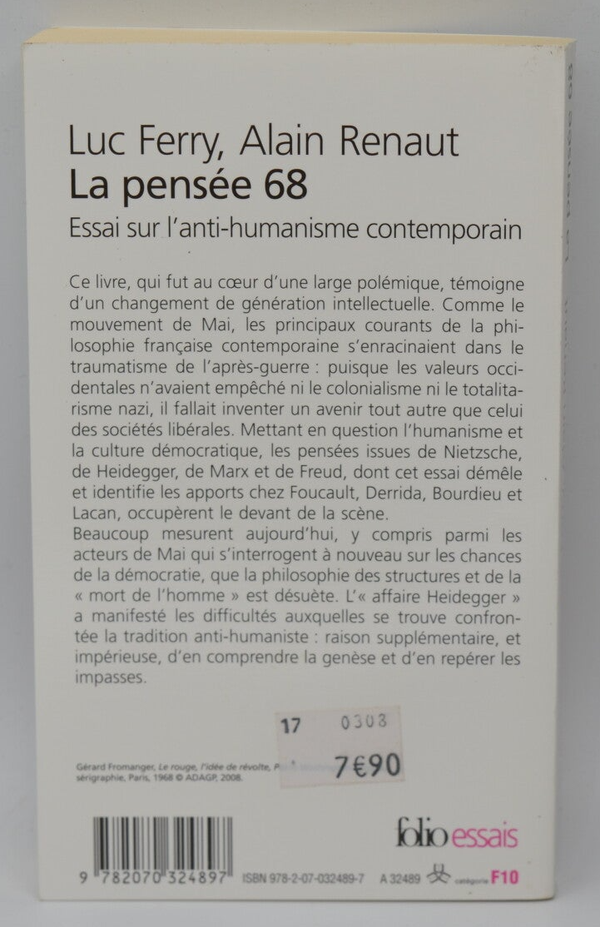 Luc Ferry, Alain Renaut
La pensée 68
Essai sur l'anti-humanisme contemporain
Ce livre, qui fut au cœur d'une large polémique, témoigne
d'un changement de génération intellectuelle. Comme le
mouvement de Mai, les principaux courants de la phi-
losophie française contemporaine s'enracinaient dans le
traumatisme de l'après-guerre : puisque les valeurs occi-
dentales n'avaient empêché ni le colonialisme ni le totalita-
risme nazi, il fallait inventer un avenir tout autre que celui
des sociétés libérales. Mettant en question l'humanisme et
la culture démocratique, les pensées issues de Nietzsche,
de Heidegger, de Marx et de Freud, dont cet essai démêle
et identifie les apports chez Foucault, Derrida, Bourdieu et
Lacan, occupèrent le devant de la scène.
Beaucoup mesurent aujourd'hui, y compris parmi les
acteurs de Mai qui s'interrogent à nouveau sur les chances
de la démocratie, que la philosophie des structures et de la
« mort de l'homme » est désuète. L'« affaire Heidegger »
a manifesté les difficultés auxquelles se trouve confron-
tée la tradition anti-humaniste : raison supplémentaire, et
impérieuse, d'en comprendre la genèse et d'en repérer les
impasses.
17 0308
7€90
Gérard Fromanger, Le rouge, l'idée de révolte,
sérigraphie, Paris, 1968 © ADAGP, 2008.
folio essais
9 782070 324897
ISBN 978-2-07-032489-7 A 32489 catégorie F10